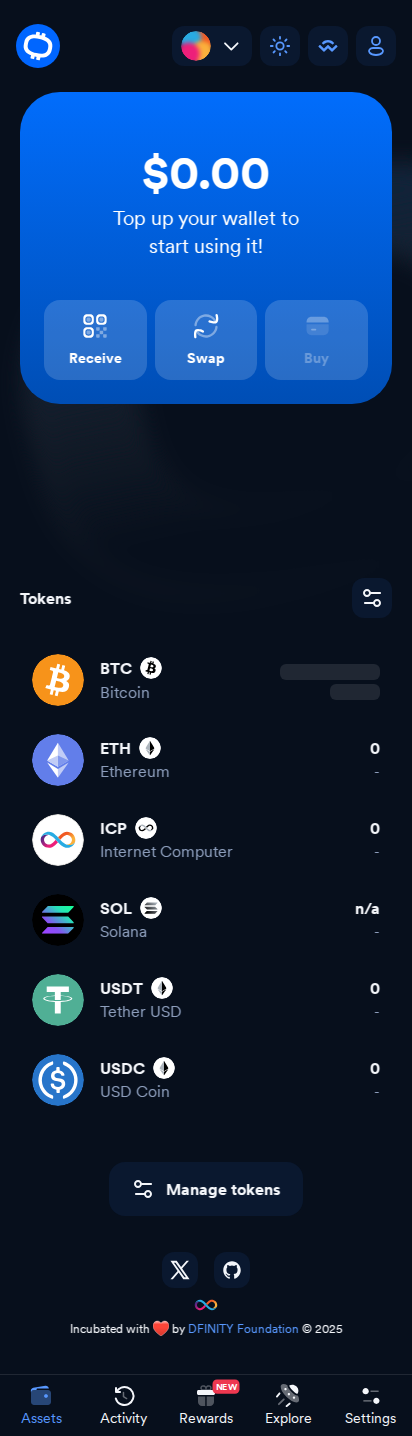 $0.00
Top up your wallet to
start using it!
Receive
Swap
Buy
Tokens
BTC
Bitcoin
ETH
0
Ethereum
-
ICP
0
Internet Computer
-
SOL
n/a
Solana
-
USDT
0
Tether USD
-
USDC
0
USD Coin
-
Manage tokens
Incubated with ❤️ by DFINITY Foundation © 2025
NEW
Assets
Activity
Rewards
Explore
Settings